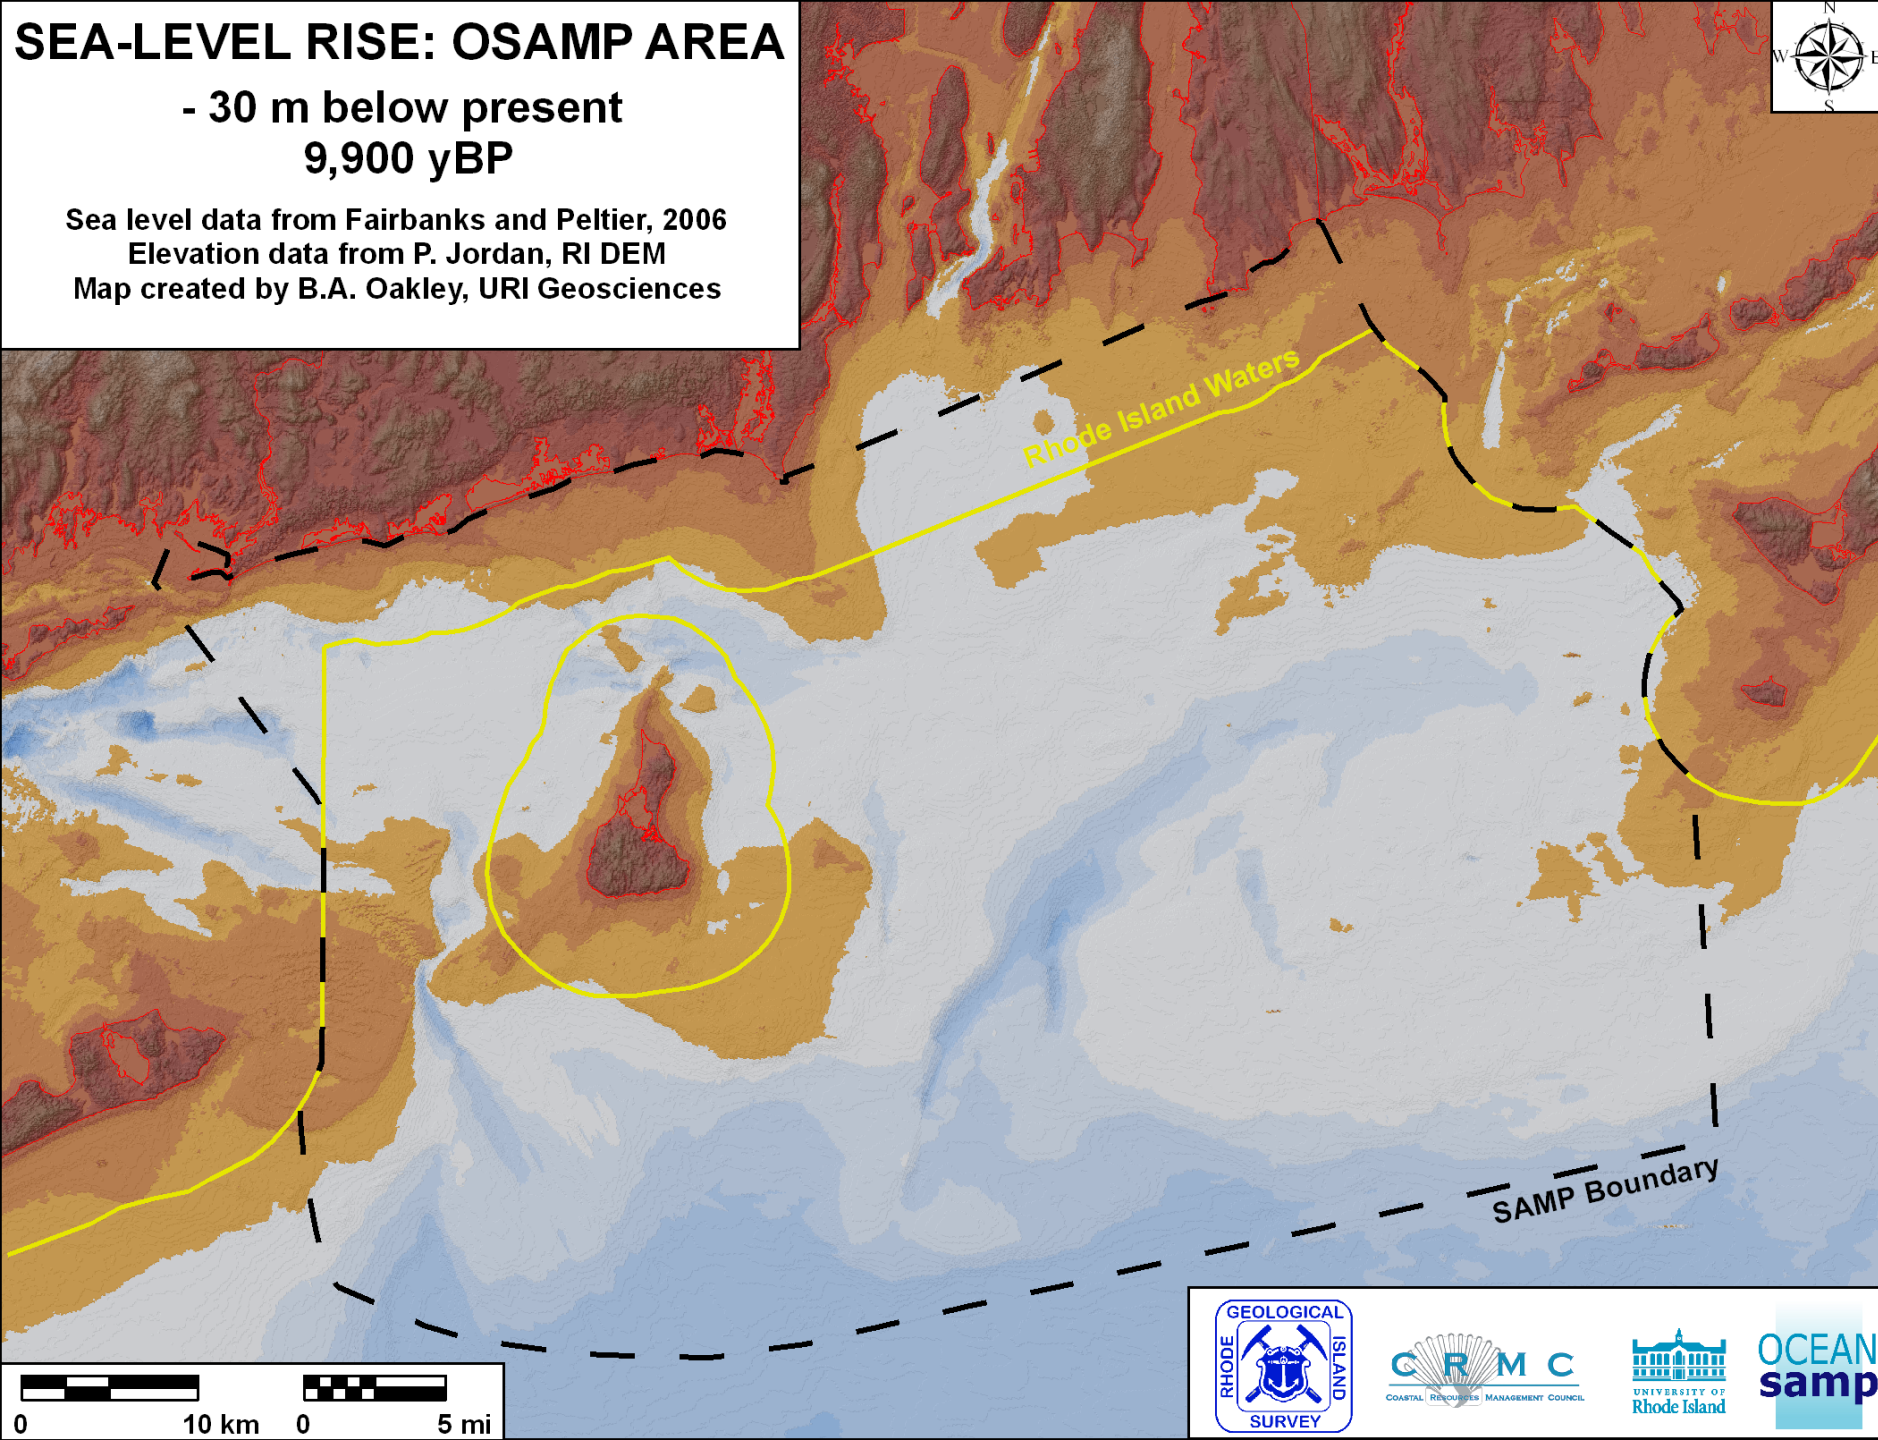 SEA-LEVEL RISE: OSAMP AREA
- 30 m below present
9,900 yBP
Sea level data from Fairbanks and Peltier, 2006
Elevation data from P. Jordan, RI DEM
Map created by B.A. Oakley, URI Geosciences
N
W E
S
Rhode Island Waters
SAMP Boundary
0 10 km 0 5 mi
GEOLOGICAL
RHODE
ISLAND
SURVEY
C R M C
COASTAL RESOURCES MANAGEMENT COUNCIL
UNIVERSITY OF
Rhode Island
OCEAN
samp